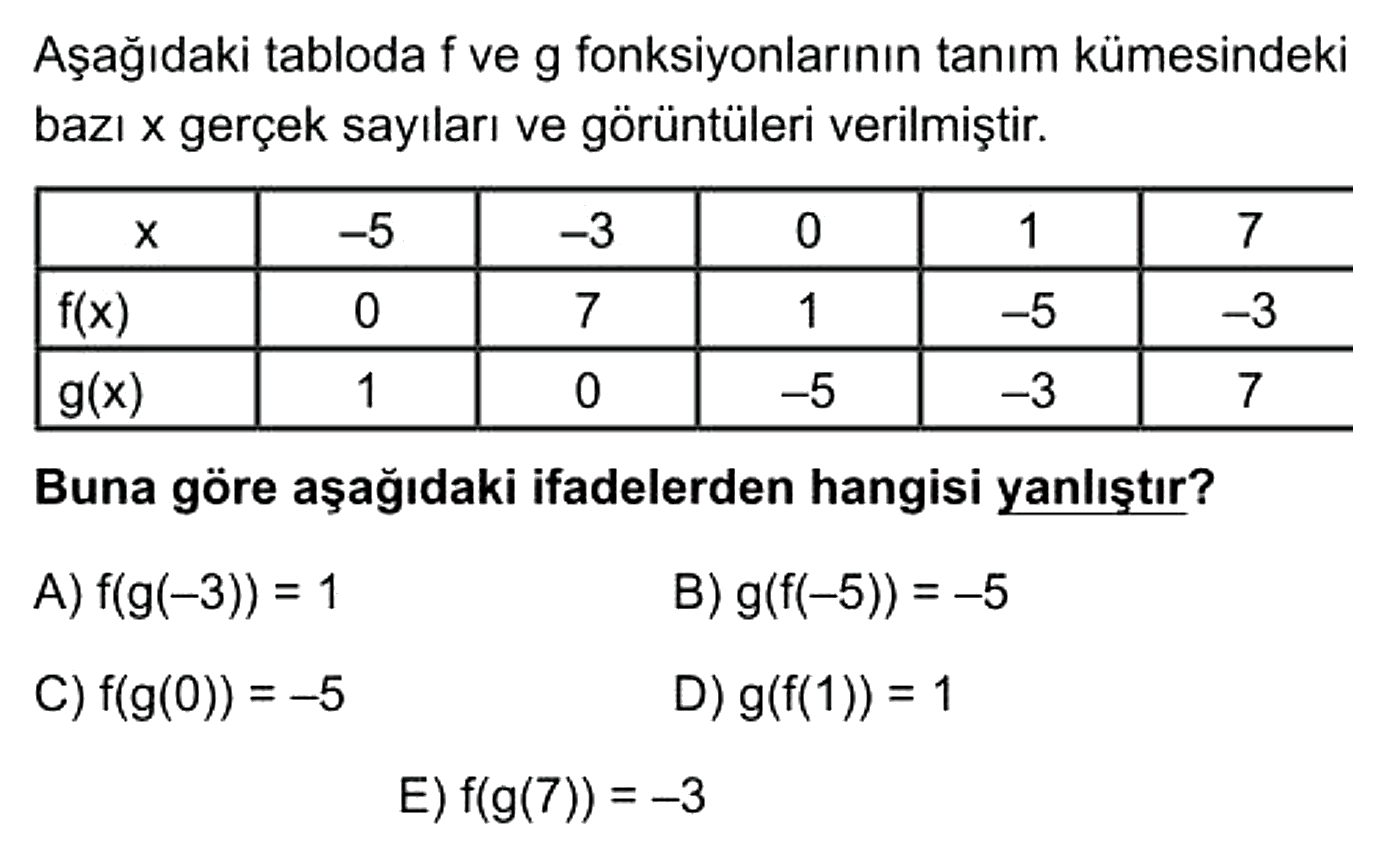 Aşağıdaki tabloda f ve g fonksiyonlarının tanım kümesindeki
bazı x gerçek sayıları ve görüntüleri verilmiştir.
x –5 –3 0 1 7
f(x) 0 7 1 –5 –3
g(x) 1 0 –5 –3 7
Buna göre aşağıdaki ifadelerden hangisi yanlıştır?
A) f(g(–3)) = 1 B) g(f(–5)) = –5
C) f(g(0)) = –5 D) g(f(1)) = 1
E) f(g(7)) = –3